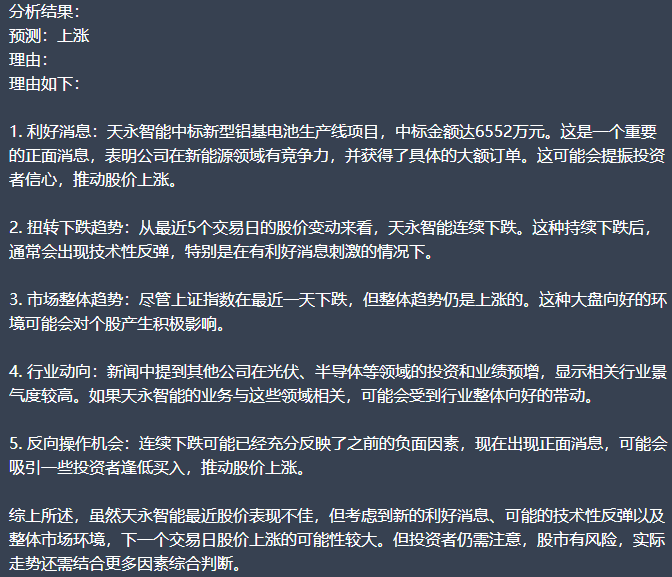 分析结果：
预测：上涨
理由：
理由如下：
1. 利好消息：天永智能中标新型铝基电池生产线项目，中标金额达6552万元。这是一个重要
的正面消息，表明公司在新能源领域有竞争力，并获得了具体的大额订单。这可能会提振投资
者信心，推动股价上涨。
2. 扭转下跌趋势：从最近5个交易日的股价变动来看，天永智能连续下跌。这种持续下跌后，
通常会出现技术性反弹，特别是在有利好消息刺激的情况下。
3. 市场整体趋势：尽管上证指数在最近一天下跌，但整体趋势仍是上涨的。这种大盘向好的环
境可能会对个股产生积极影响。
4. 行业动向：新闻中提到其他公司在光伏、半导体等领域的投资和业绩预增，显示相关行业景
气度较高。如果天永智能的业务与这些领域相关，可能会受到行业整体向好的带动。
5. 反向操作机会：连续下跌可能已经充分反映了之前的负面因素，现在出现正面消息，可能会
吸引一些投资者逢低买入，推动股价上涨。
综上所述，虽然天永智能最近股价表现不佳，但考虑到新的利好消息、可能的技术性反弹以及
整体市场环境，下一个交易日股价上涨的可能性较大。但投资者仍需注意，股市有风险，实际
走势还需结合更多因素综合判断。